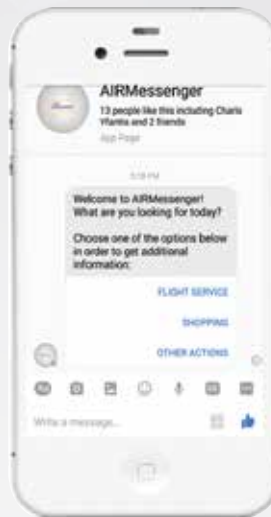 AIRMessenger
13 people like this including Charis
Yfantis and 2 friends
App Page
5:19 PM
Welcome to AIRMessenger!
What are you looking for today?
Choose one of the options below
in order to get additional
information:
FLIGHT SERVICE
SHOPPING
OTHER ACTIONS
Write a message...